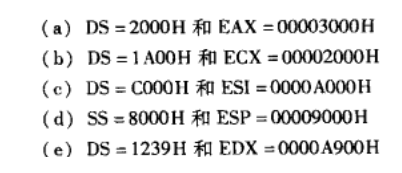 (a) DS = 2000H 和 EAX = 00003000H
(b) DS = 1A00H 和 ECX = 00002000H
(c) DS = C000H 和 ESI = 0000A000H
(d) SS = 8000H 和 ESP = 00009000H
(e) DS = 1239H 和 EDX = 0000A900H